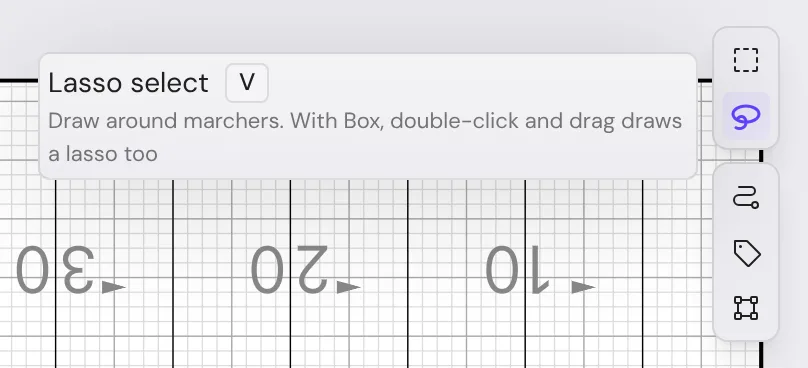 Lasso select V
Draw around marchers. With Box, double-click and drag draws
a lasso too
30 20 10